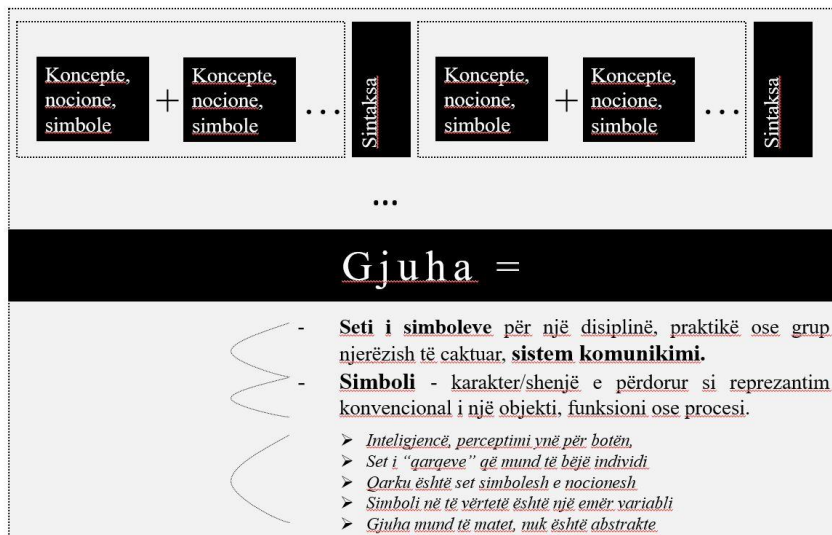 Koncepte,
nocione,
simbole
+
Koncepte,
nocione,
simbole
...
Sintaksa
Koncepte,
nocione,
simbole
+
Koncepte,
nocione,
simbole
...
Sintaksa
...
Gjuha =
- Seti i simboleve për një disiplinë, praktikë ose grup
njerëzish të caktuar, sistem komunikimi.
- Simboli - karakter/shenjë e përdorur si reprezantim
konvencional i një objekti, funksioni ose procesi.
➢ Inteligjencë, perceptimi ynë për botën,
➢ Set i “qarqeve” që mund të bëjë individi
➢ Qarku është set simbolesh e nocionesh
➢ Simboli në të vërtetë është një emër variabli
➢ Gjuha mund të matet, nuk është abstrakte